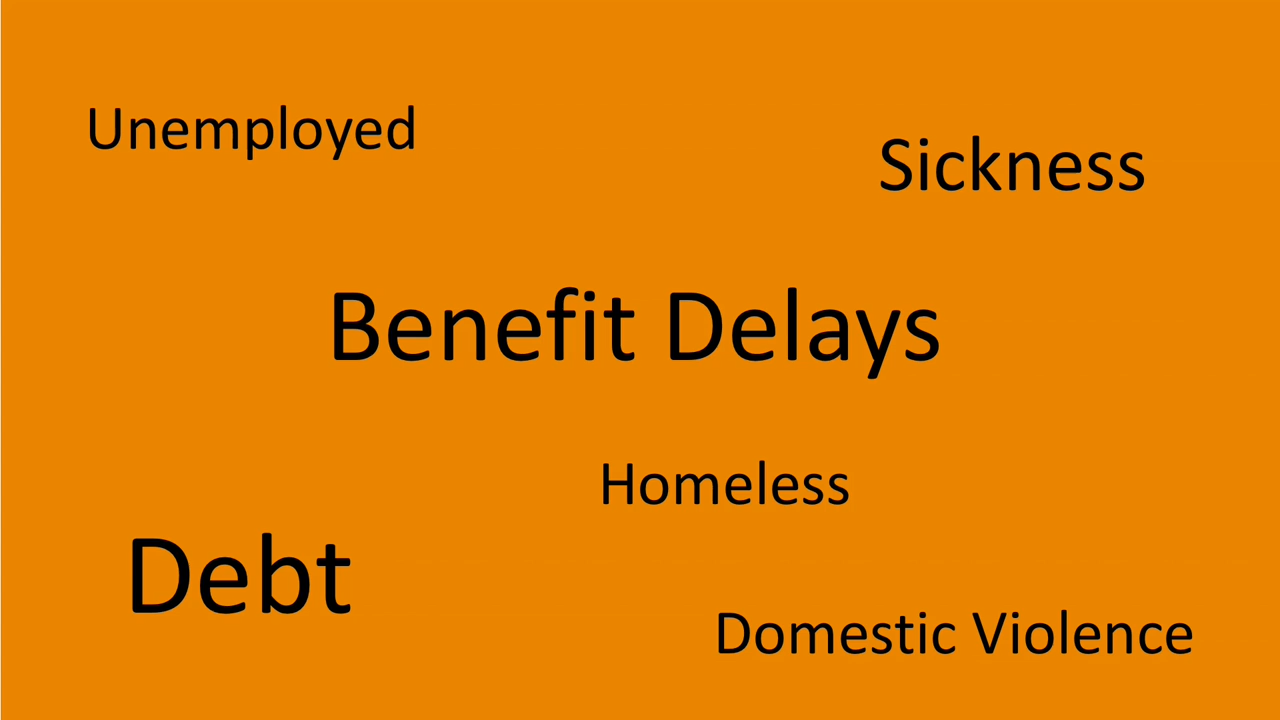 Unemployed
Sickness
Benefit Delays
Homeless
Debt
Domestic Violence